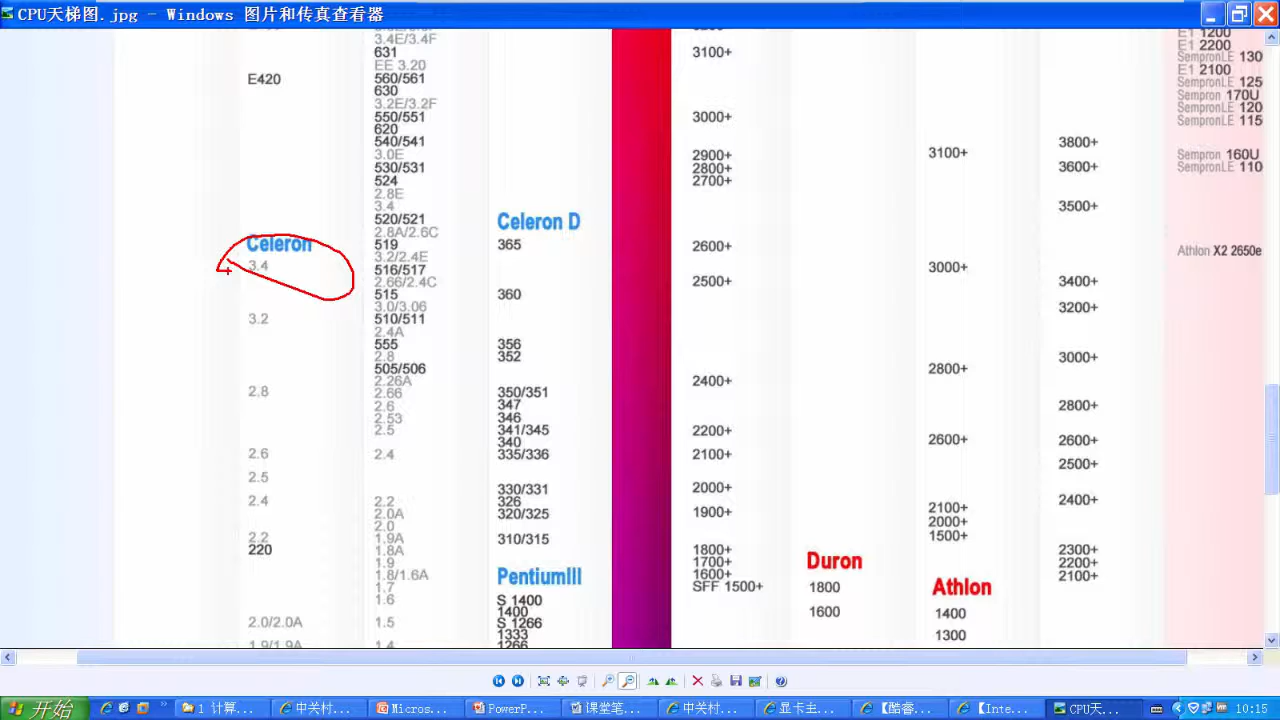 CPU天梯图.jpg - Windows 图片和传真查看器
3.4E/3.4F
631
EE 3.20
560/561
630
3.2E/3.2F
550/551
620
540/541
3.0E
530/531
524
2.8E
3.4
520/521
2.8A/2.6C
519
3.2/2.4E
516/517
2.66/2.4C
515
3.0/3.06
510/511
2.4A
555
2.8
505/506
2.26A
2.66
2.6
2.53
2.5
2.4
2.2
2.0A
2.0
1.9A
1.8A
1.9
1.8/1.6A
1.7
1.6
1.5
1.4
E420
Celeron
3.4
3.2
2.8
2.6
2.5
2.4
2.2
220
2.0/2.0A
1.9/1.9A
Celeron D
365
360
356
352
350/351
347
346
341/345
340
335/336
330/331
326
320/325
310/315
PentiumIII
S 1400
1400
S 1266
1333
1266
3100+
3000+
2900+
2800+
2700+
2600+
2500+
2400+
2200+
2100+
2000+
1900+
1800+
1700+
1600+
SFF 1500+
Duron
1800
1600
3100+
3000+
2800+
2600+
2100+
2000+
1500+
Athlon
1400
1300
3800+
3600+
3500+
3400+
3200+
3000+
2800+
2600+
2500+
2400+
2300+
2200+
2100+
E1 1200
E1 2200
SempronLE 130
E1 2100
SempronLE 125
Sempron 170U
SempronLE 120
SempronLE 115
Sempron 160U
SempronLE 110
Athlon X2 2650e
开始
1 计算...
中关村...
Micros...
PowerP...
课堂笔...
中关村...
显卡主...
【酷睿...
【Inte...
CPU天...
10:15